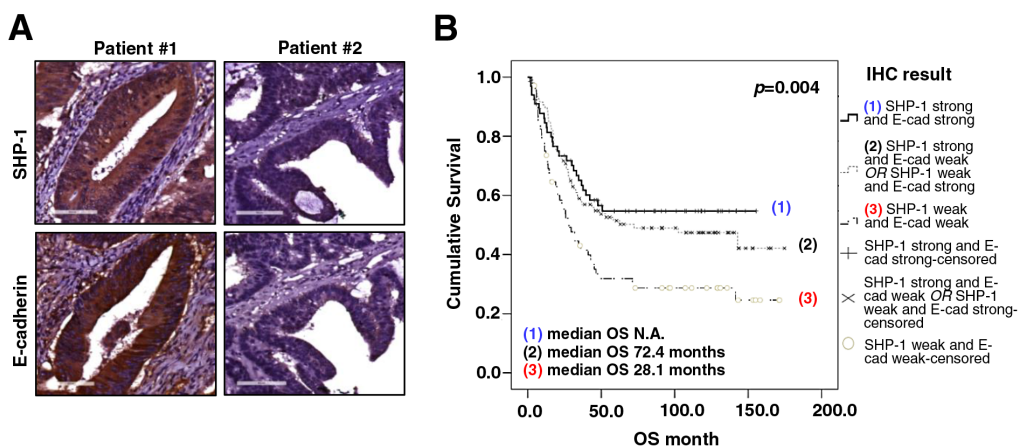 A
Patient #1
Patient #2
SHP-1
E-cadherin
B
Cumulative Survival
1.0
0.8
0.6
0.4
0.2
0.0
p=0.004
(1)
(2)
(3)
(1) median OS N.A.
(2) median OS 72.4 months
(3) median OS 28.1 months
0.0
50.0
100.0
150.0
200.0
OS month
IHC result
(1) SHP-1 strong
and E-cad strong
(2) SHP-1 strong
and E-cad weak
OR SHP-1 weak
and E-cad strong
(3) SHP-1 weak
and E-cad weak
SHP-1 strong and E-
cad strong-censored
SHP-1 strong and E-
cad weak OR SHP-1
weak and E-cad strong-
censored
SHP-1 weak and E-
cad weak-censored